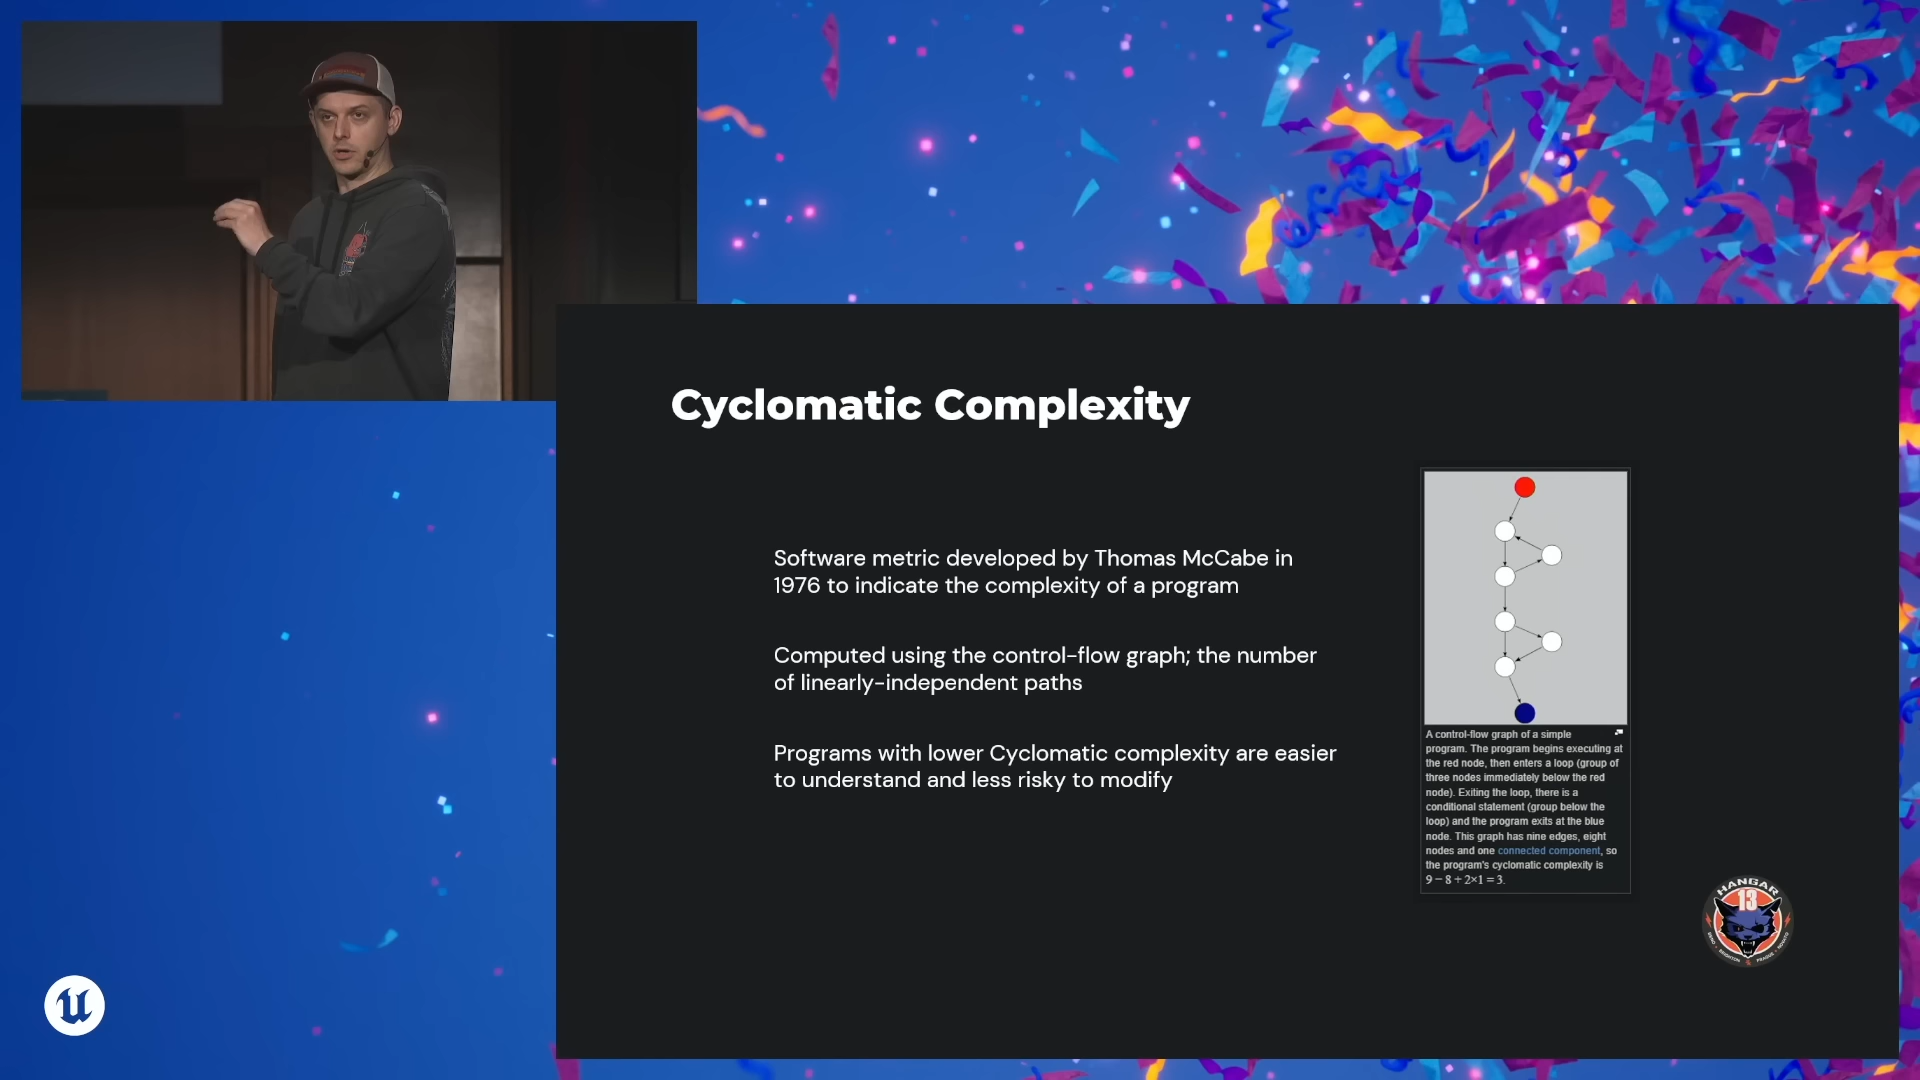 Cyclomatic Complexity
Software metric developed by Thomas McCabe in
1976 to indicate the complexity of a program
Computed using the control-flow graph; the number
of linearly-independent paths
Programs with lower Cyclomatic complexity are easier
to understand and less risky to modify
A control-flow graph of a simple
program. The program begins executing at
the red node, then enters a loop (group of
three nodes immediately below the red
node). Exiting the loop, there is a
conditional statement (group below the
loop) and the program exits at the blue
node. This graph has nine edges, eight
nodes and one connected component, so
the program's cyclomatic complexity is
9 − 8 + 2×1 = 3.
HANGAR
13